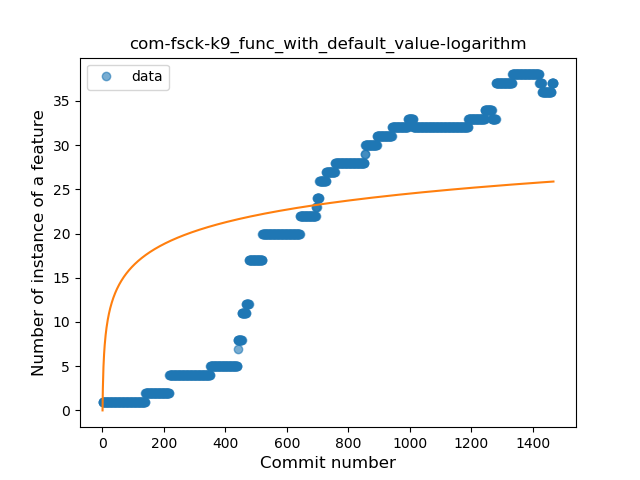 com-fsck-k9_func_with_default_value-logarithm
data
Number of instance of a feature
35
30
25
20
15
10
5
0
0 200 400 600 800 1000 1200 1400
Commit number